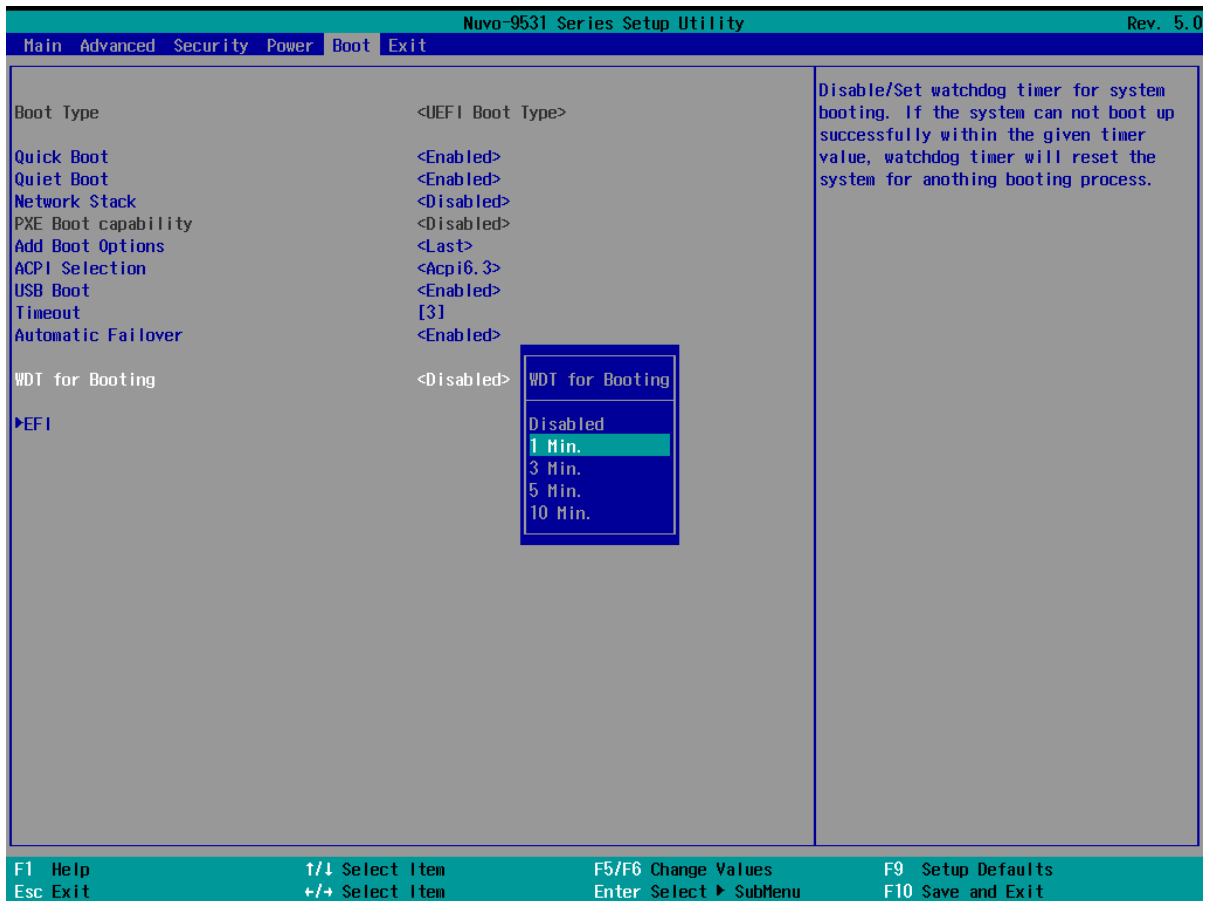 Nuvo-9531 Series Setup Utility Rev. 5.0
Main Advanced Security Power Boot Exit
Boot Type <UEFI Boot Type>
Quick Boot <Enabled>
Quiet Boot <Enabled>
Network Stack <Disabled>
PXE Boot capability <Disabled>
Add Boot Options <Last>
ACPI Selection <Acpi6.3>
USB Boot <Enabled>
Timeout [3]
Automatic Failover <Enabled>
WDT for Booting <Disabled>
▶EFI
WDT for Booting
Disabled
1 Min.
3 Min.
5 Min.
10 Min.
Disable/Set watchdog timer for system
booting. If the system can not boot up
successfully within the given timer
value, watchdog timer will reset the
system for anothing booting process.
F1 Help ↑/↓ Select Item F5/F6 Change Values F9 Setup Defaults
Esc Exit ←/→ Select Item Enter Select ▶ SubMenu F10 Save and Exit